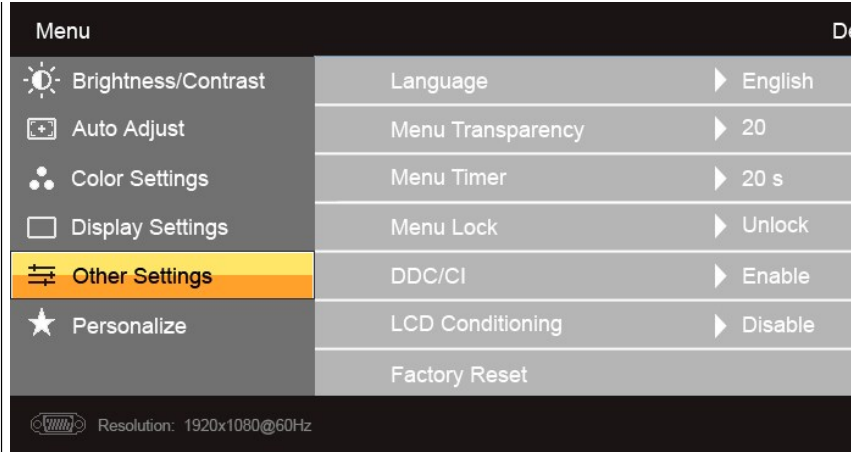 Menu De
Brightness/Contrast Language English
Auto Adjust Menu Transparency 20
Color Settings Menu Timer 20 s
Display Settings Menu Lock Unlock
Other Settings DDC/CI Enable
Personalize LCD Conditioning Disable
Factory Reset
Resolution: 1920x1080@60Hz